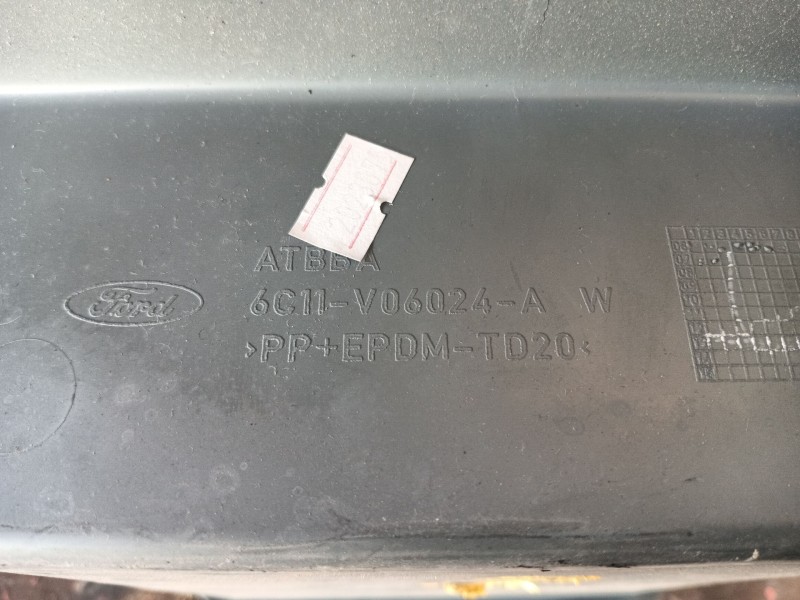 ATBBA
Ford
6C11-V06024-A W
>PP+EPDM-TD20<